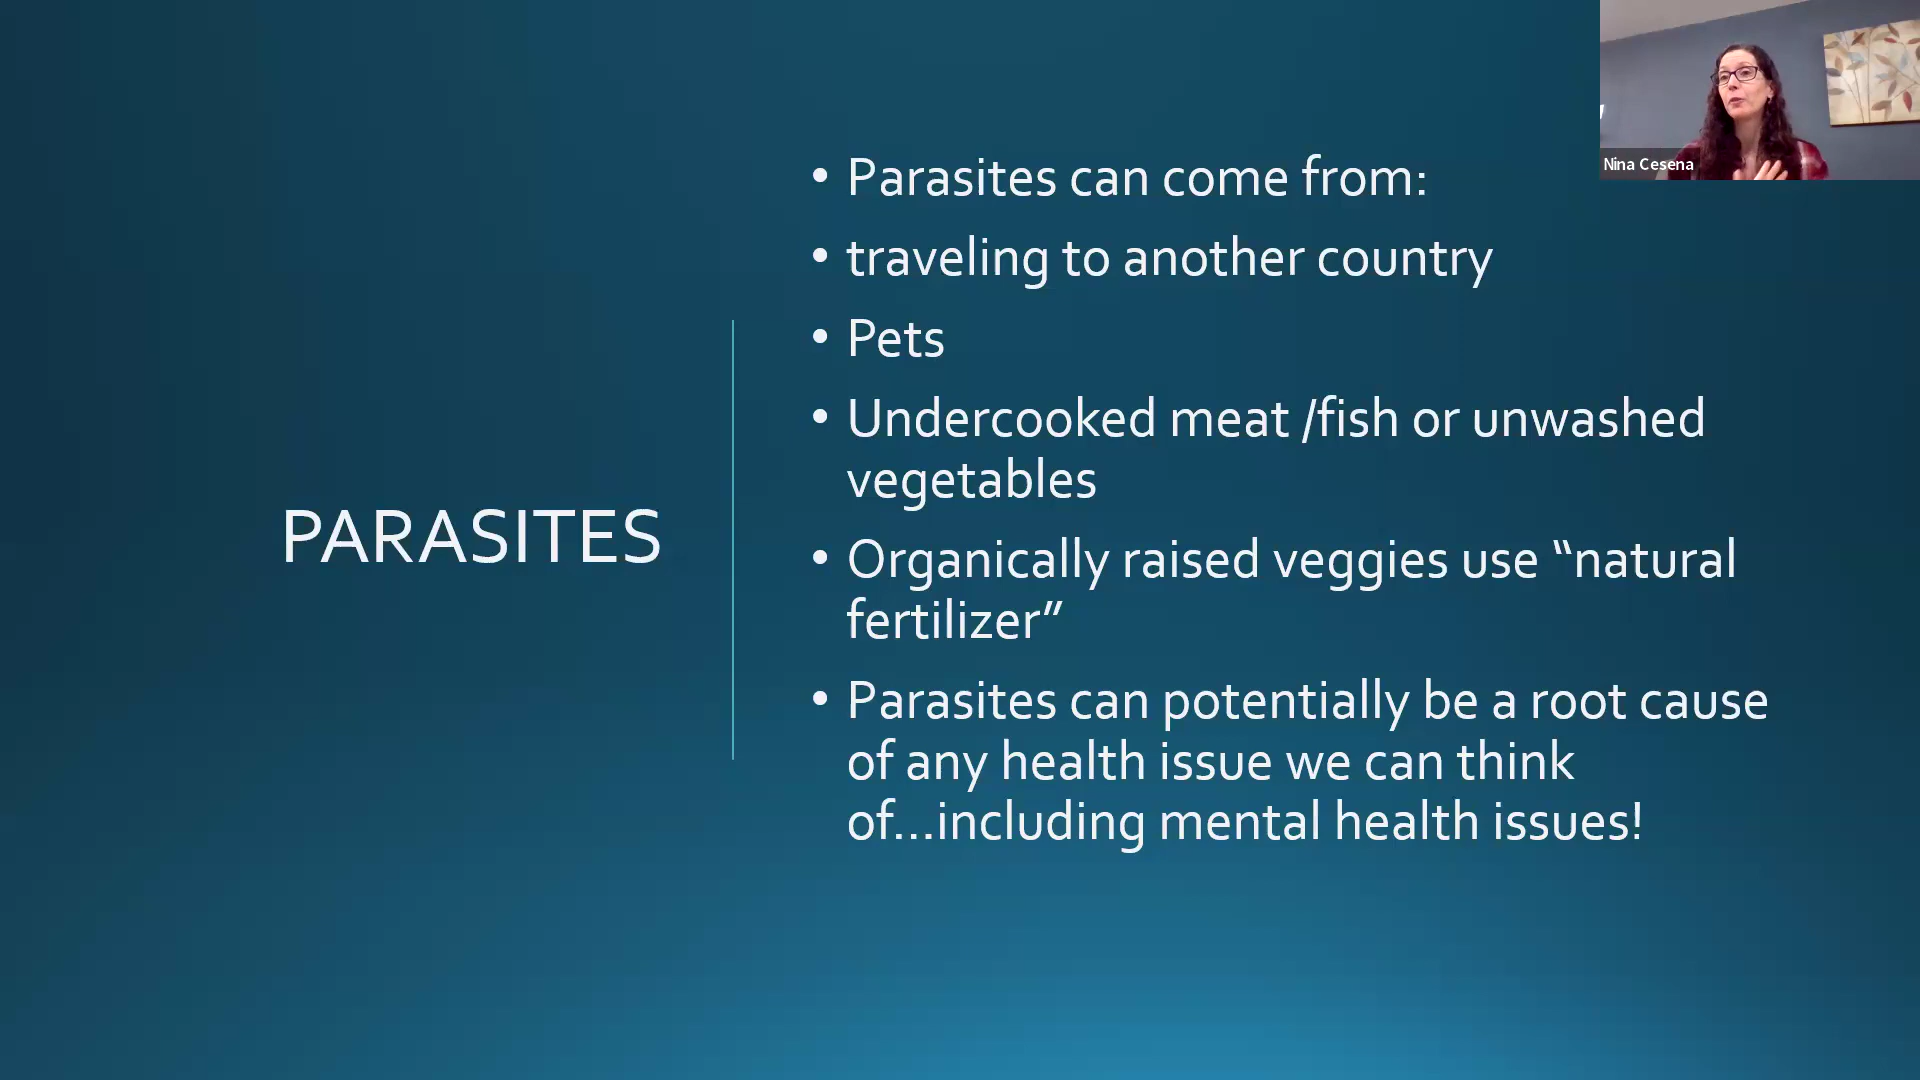 Nina Cesena
PARASITES
• Parasites can come from:
• traveling to another country
• Pets
• Undercooked meat /fish or unwashed
vegetables
• Organically raised veggies use “natural
fertilizer”
• Parasites can potentially be a root cause
of any health issue we can think
of...including mental health issues!